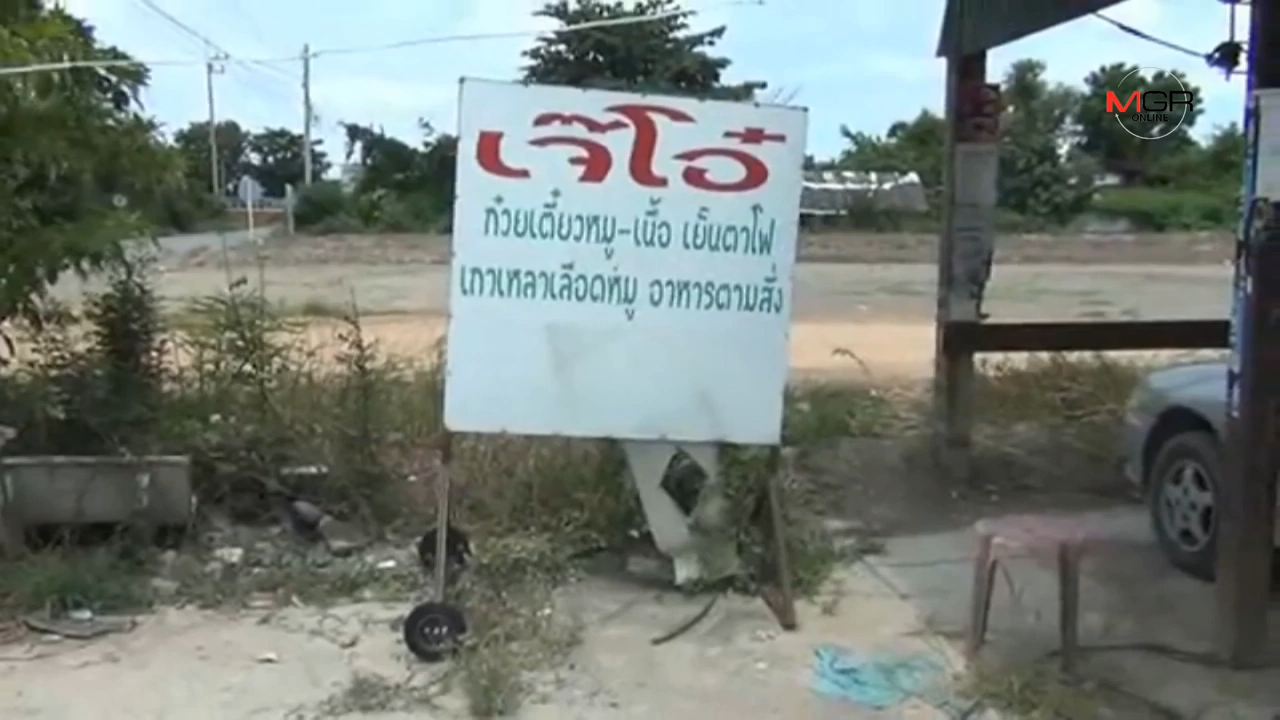 เจ๊โอ๋
ก๋วยเตี๋ยวหมู-เนื้อ เย็นตาโฟ
เกาเหลาเลือดหมู อาหารตามสั่ง
MGR
ONLINE